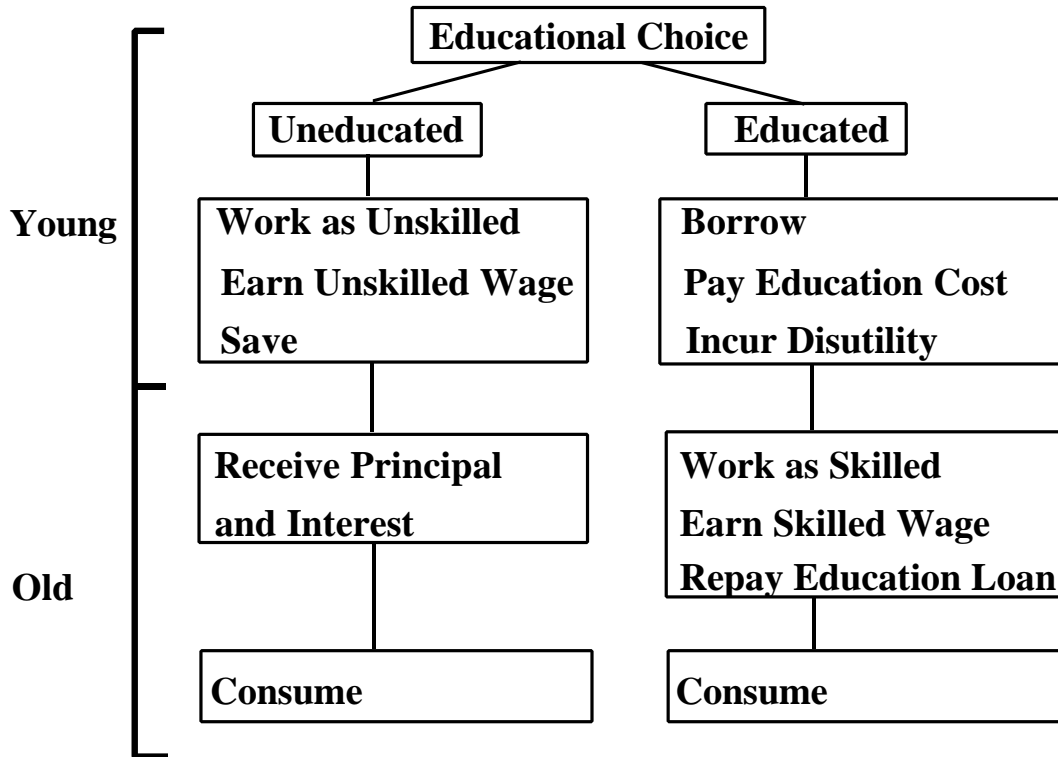 Educational Choice
Uneducated
Educated
Young
Work as Unskilled
Earn Unskilled Wage
Save
Borrow
Pay Education Cost
Incur Disutility
Old
Receive Principal
and Interest
Work as Skilled
Earn Skilled Wage
Repay Education Loan
Consume
Consume